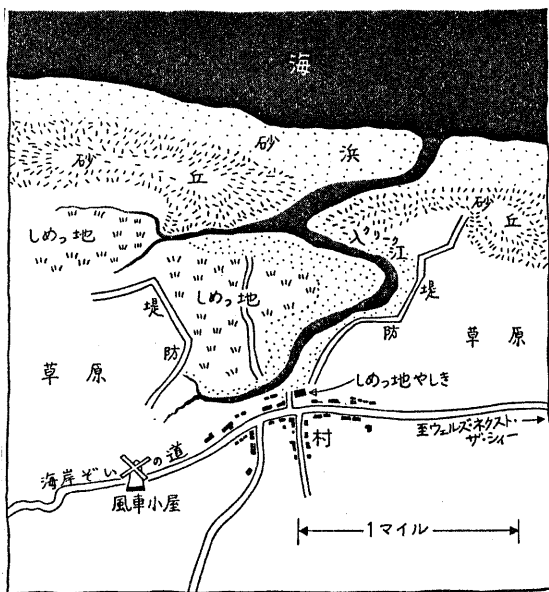 海
砂浜
砂丘
砂丘
しめっ地
入クリーク江
しめっ地
堤防
堤防
草原
草原
しめっ地やしき
至ウェルズ・ネクスト・
ザ・シィー
村
海岸ぞいの道
風車小屋
1マイル